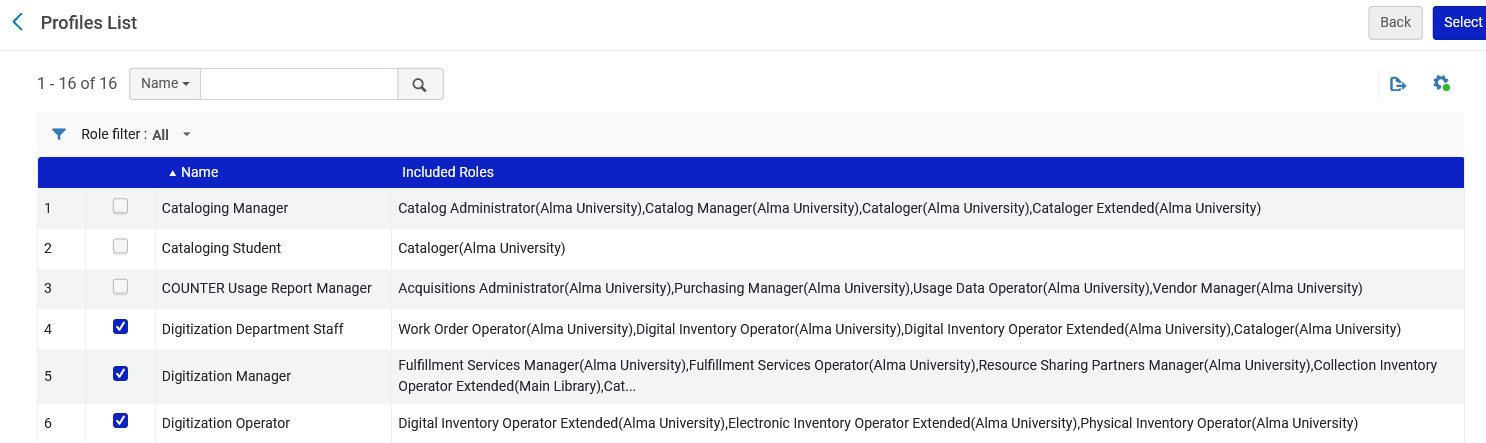 Profiles List
Back
Select
1 - 16 of 16
Name
Role filter : All
Name Included Roles
1 Cataloging Manager Catalog Administrator(Alma University),Catalog Manager(Alma University),Cataloger(Alma University),Cataloger Extended(Alma University)
2 Cataloging Student Cataloger(Alma University)
3 COUNTER Usage Report Manager Acquisitions Administrator(Alma University),Purchasing Manager(Alma University),Usage Data Operator(Alma University),Vendor Manager(Alma University)
4 Digitization Department Staff Work Order Operator(Alma University),Digital Inventory Operator(Alma University),Digital Inventory Operator Extended(Alma University),Cataloger(Alma University)
5 Digitization Manager Fulfillment Services Manager(Alma University),Fulfillment Services Operator(Alma University),Resource Sharing Partners Manager(Alma University),Collection Inventory
Operator Extended(Main Library),Cat...
6 Digitization Operator Digital Inventory Operator Extended(Alma University),Electronic Inventory Operator Extended(Alma University),Physical Inventory Operator(Alma University)